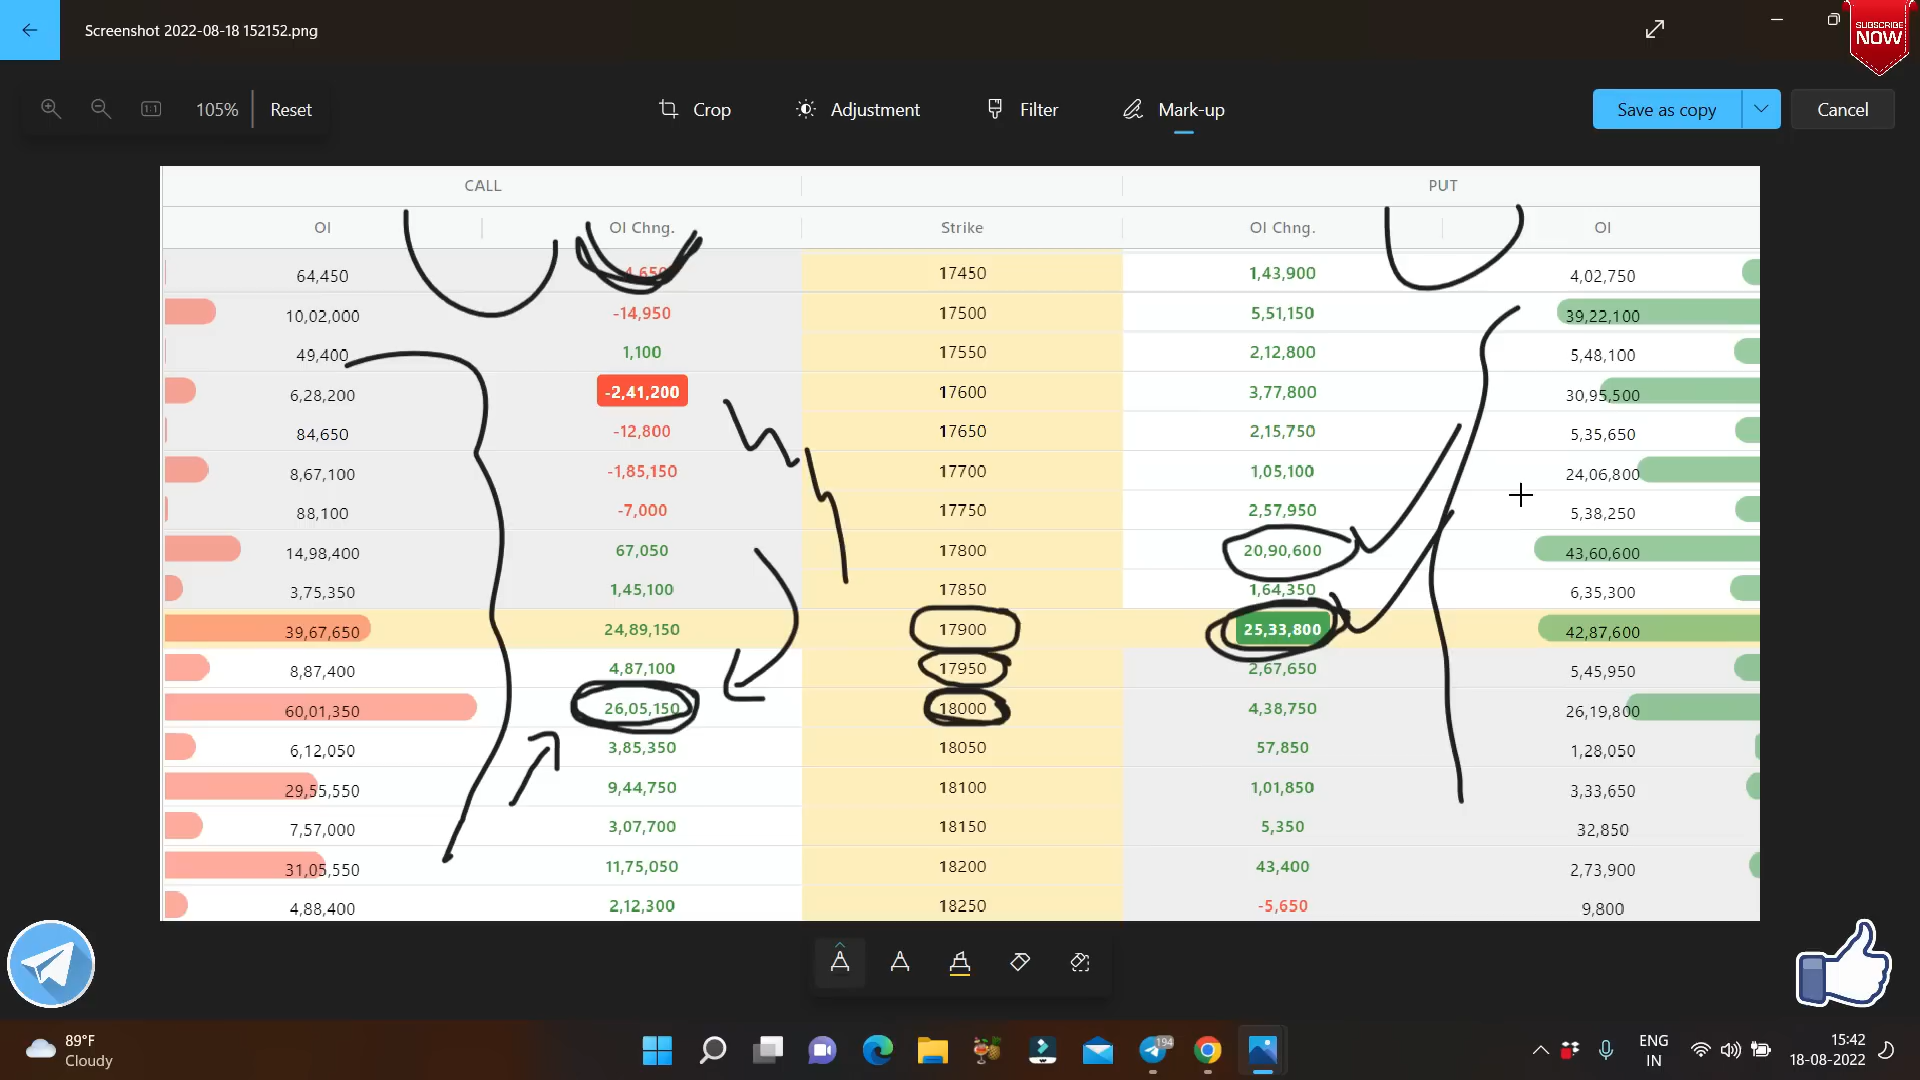 Screenshot 2022-08-18 152152.png
SUBSCRIBE
NOW
105% Reset Crop Adjustment Filter Mark-up Save as copy Cancel
CALL PUT
OI OI Chng. Strike OI Chng. OI
64,450 -4,650 17450 1,43,900 4,02,750
10,02,000 -14,950 17500 5,51,150 39,22,100
49,400 1,100 17550 2,12,800 5,48,100
6,28,200 -2,41,200 17600 3,77,800 30,95,500
84,650 -12,800 17650 2,15,750 5,35,650
8,67,100 -1,85,150 17700 1,05,100 24,06,800
88,100 -7,000 17750 2,57,950 5,38,250
14,98,400 67,050 17800 20,90,600 43,60,600
3,75,350 1,45,100 17850 1,64,350 6,35,300
39,67,650 24,89,150 17900 25,33,800 42,87,600
8,87,400 4,87,100 17950 2,67,650 5,45,950
60,01,350 26,05,150 18000 4,38,750 26,19,800
6,12,050 3,85,350 18050 57,850 1,28,050
29,55,550 9,44,750 18100 1,01,850 3,33,650
7,57,000 3,07,700 18150 5,350 32,850
31,05,550 11,75,050 18200 43,400 2,73,900
4,88,400 2,12,300 18250 -5,650 9,800
89°F
Cloudy
194
ENG
IN
15:42
18-08-2022